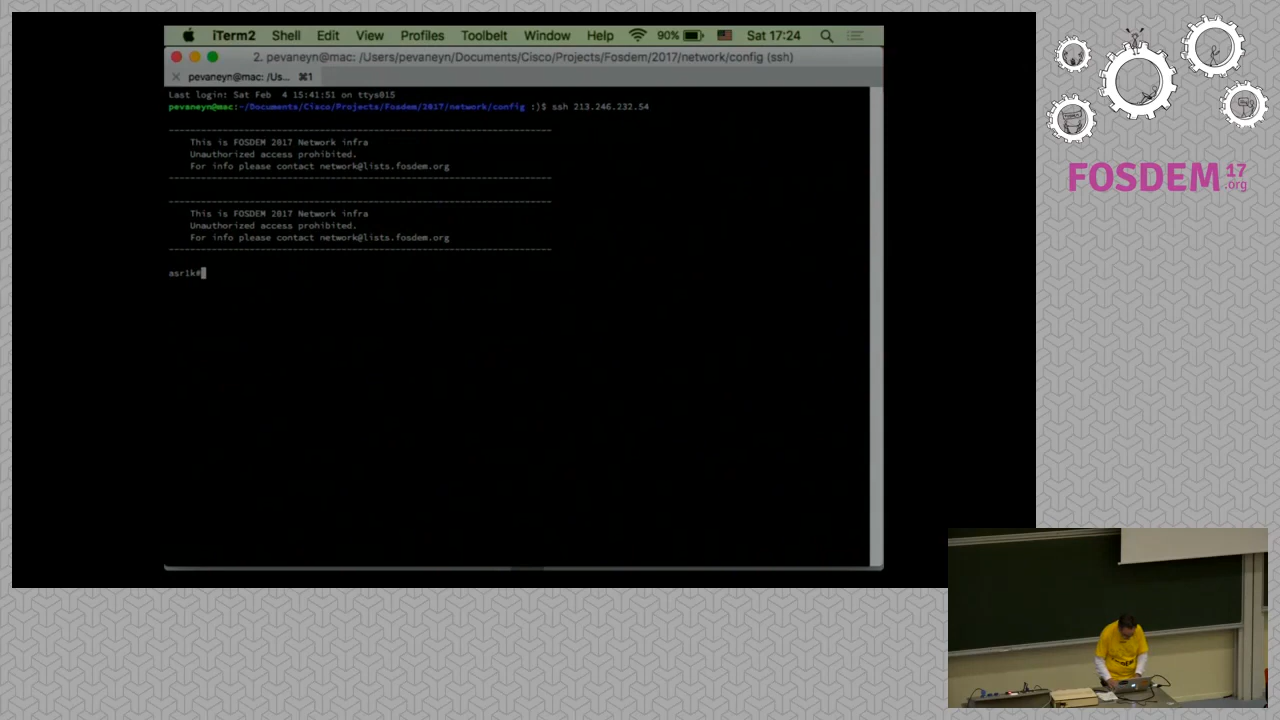 iTerm2 Shell Edit View Profiles Toolbelt Window Help 90% Sat 17:24
2. pevaneyn@mac: /Users/pevaneyn/Documents/Cisco/Projects/Fosdem/2017/network/config (ssh)
pevaneyn@mac: /Us... ⌘1
Last login: Sat Feb  4 15:41:51 on ttys015
pevaneyn@mac:~/Documents/Cisco/Projects/Fosdem/2017/network/config :)$ ssh 213.246.232.54
--------------------------------------------------------------------
This is FOSDEM 2017 Network infra
Unauthorized access prohibited.
For info please contact network@lists.fosdem.org
--------------------------------------------------------------------
--------------------------------------------------------------------
This is FOSDEM 2017 Network infra
Unauthorized access prohibited.
For info please contact network@lists.fosdem.org
--------------------------------------------------------------------
asr1k#
FOSDEM 17 .org